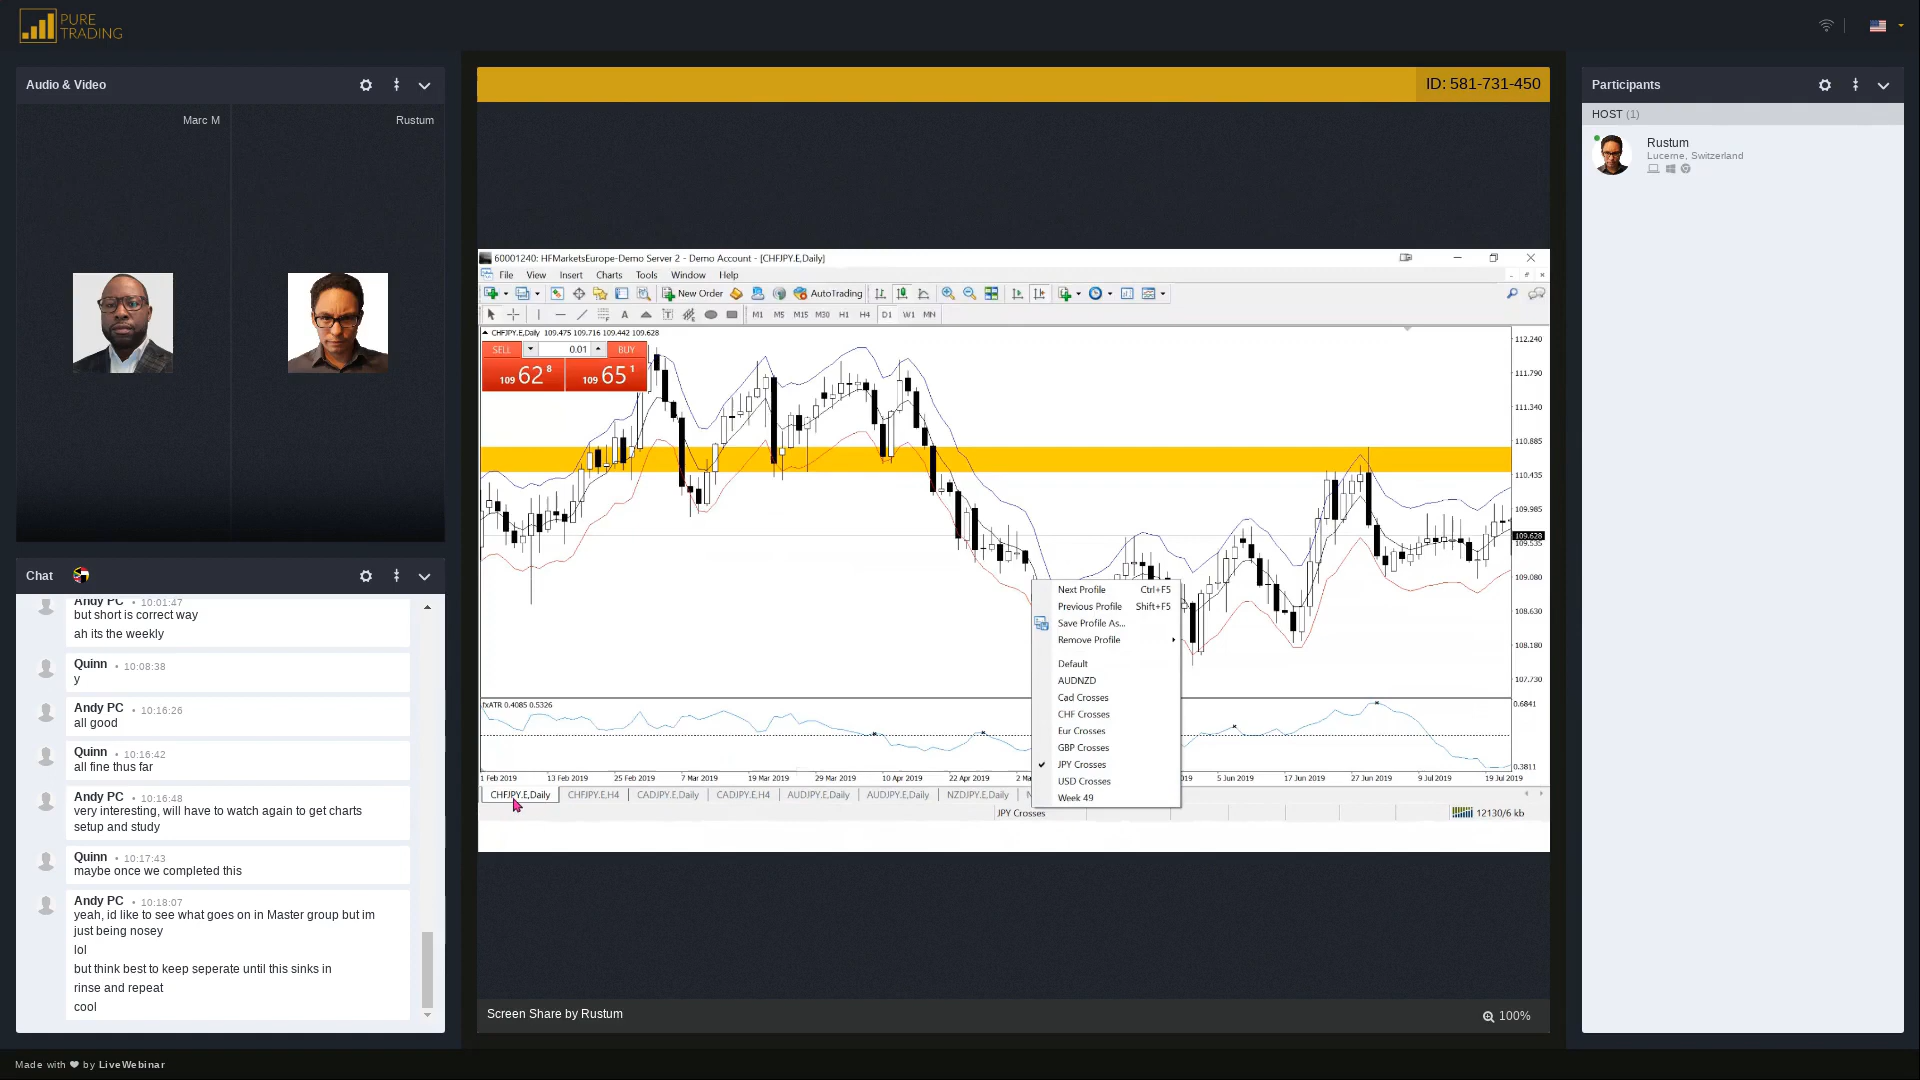 PURE
TRADING
Audio & Video
Marc M
Rustum
Chat
Andy PC • 10:01:47
but short is correct way
ah its the weekly
Quinn • 10:08:38
y
Andy PC • 10:16:26
all good
Quinn • 10:16:42
all fine thus far
Andy PC • 10:16:48
very interesting, will have to watch again to get charts
setup and study
Quinn • 10:17:43
maybe once we completed this
Andy PC • 10:18:07
yeah, id like to see what goes on in Master group but im
just being nosey
lol
but think best to keep seperate until this sinks in
rinse and repeat
cool
ID: 581-731-450
60001240: HFMarketsEurope-Demo Server 2 - Demo Account - [CHFJPY.E,Daily]
File View Insert Charts Tools Window Help
New Order AutoTrading
A T M1 M5 M15 M30 H1 H4 D1 W1 MN
CHFJPY.E,Daily 109.475 109.716 109.442 109.628
SELL 0.01 BUY
109 62 8 109 65 1
112.240
111.790
111.340
110.885
110.435
109.985
109.628
109.535
109.080
108.630
108.180
107.730
Next Profile Ctrl+F5
Previous Profile Shift+F5
Save Profile As...
Remove Profile
Default
AUDNZD
Cad Crosses
CHF Crosses
Eur Crosses
GBP Crosses
JPY Crosses
USD Crosses
Week 49
fxATR 0.4085 0.5326
0.6841
0.3811
1 Feb 2019 13 Feb 2019 25 Feb 2019 7 Mar 2019 19 Mar 2019 29 Mar 2019 10 Apr 2019 22 Apr 2019 5 Jun 2019 17 Jun 2019 27 Jun 2019 9 Jul 2019 19 Jul 2019
CHFJPY.E,Daily CHFJPY.E,H4 CADJPY.E,Daily CADJPY.E,H4 AUDJPY.E,Daily AUDJPY.E,Daily NZDJPY.E,Daily
JPY Crosses
12130/6 kb
Screen Share by Rustum
100%
Participants
HOST (1)
Rustum
Lucerne, Switzerland
Made with ❤ by LiveWebinar